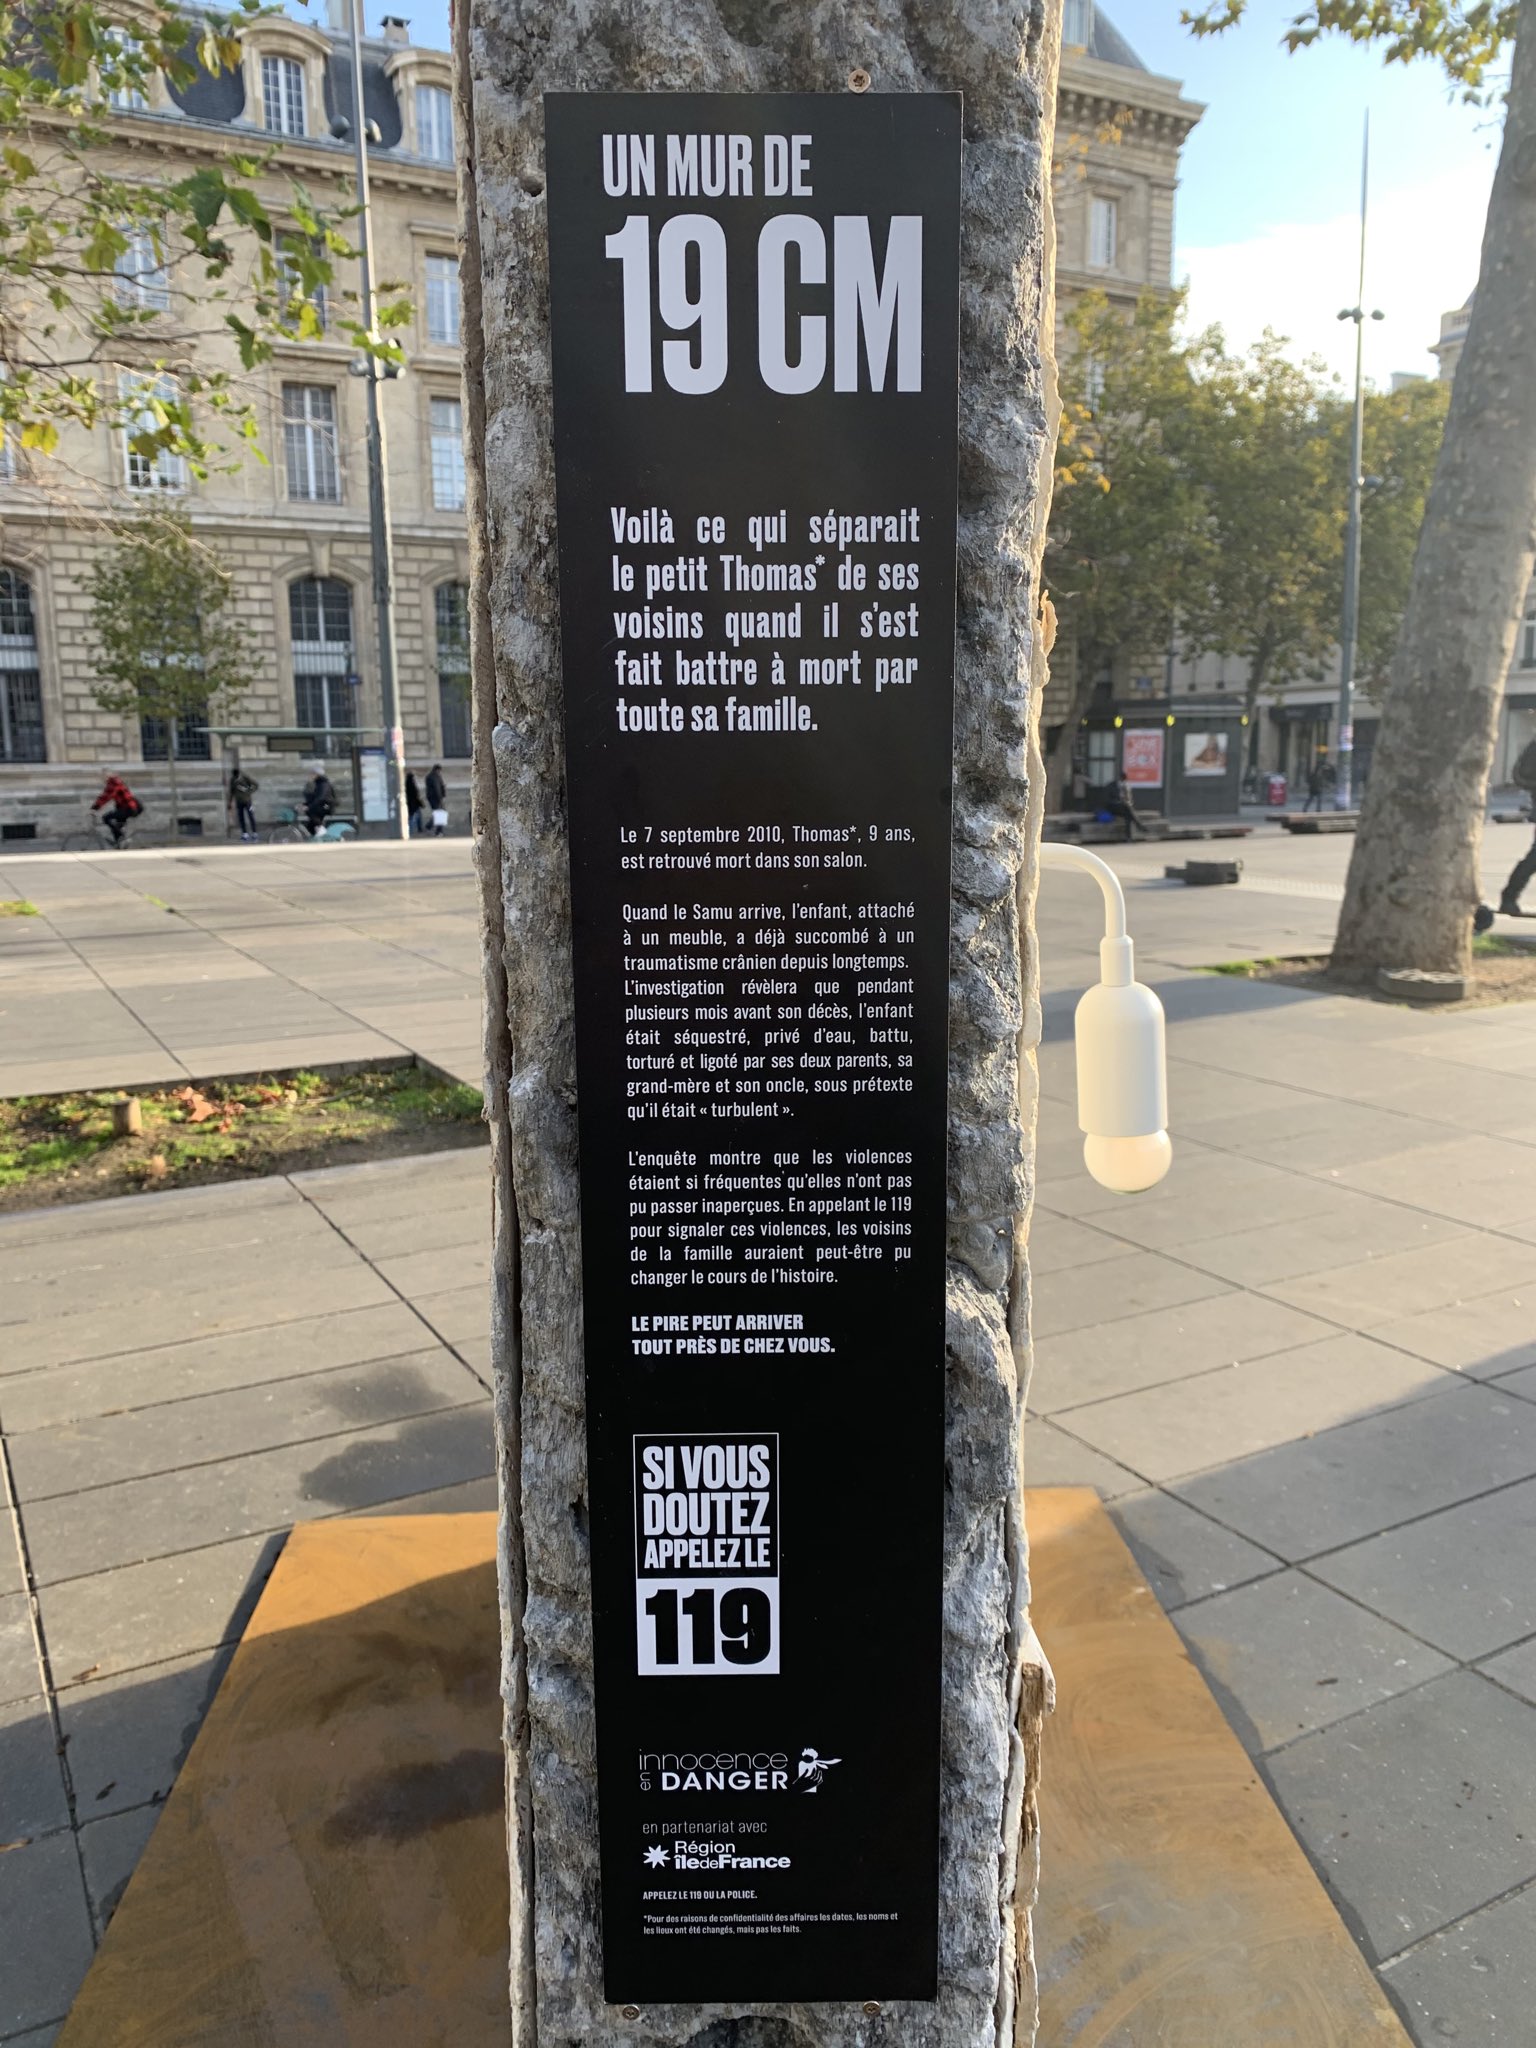 UN MUR DE
19 CM
Voilà ce qui séparait
le petit Thomas* de ses
voisins quand il s'est
fait battre à mort par
toute sa famille.
Le 7 septembre 2010, Thomas*, 9 ans,
est retrouvé mort dans son salon.
Quand le Samu arrive, l'enfant, attaché
à un meuble, a déjà succombé à un
traumatisme crânien depuis longtemps.
L'investigation révèlera que pendant
plusieurs mois avant son décès, l'enfant
était séquestré, privé d'eau, battu,
torturé et ligoté par ses deux parents, sa
grand-mère et son oncle, sous prétexte
qu'il était « turbulent ».
L'enquête montre que les violences
étaient si fréquentes qu'elles n'ont pas
pu passer inaperçues. En appelant le 119
pour signaler ces violences, les voisins
de la famille auraient peut-être pu
changer le cours de l'histoire.
LE PIRE PEUT ARRIVER
TOUT PRÈS DE CHEZ VOUS.
SI VOUS
DOUTEZ
APPELEZ LE
119
innocence
en DANGER
en partenariat avec
Région
îledeFrance
APPELEZ LE 119 OU LA POLICE.
*Pour des raisons de confidentialité des affaires les dates, les noms et
les lieux ont été changés, mais pas les faits.